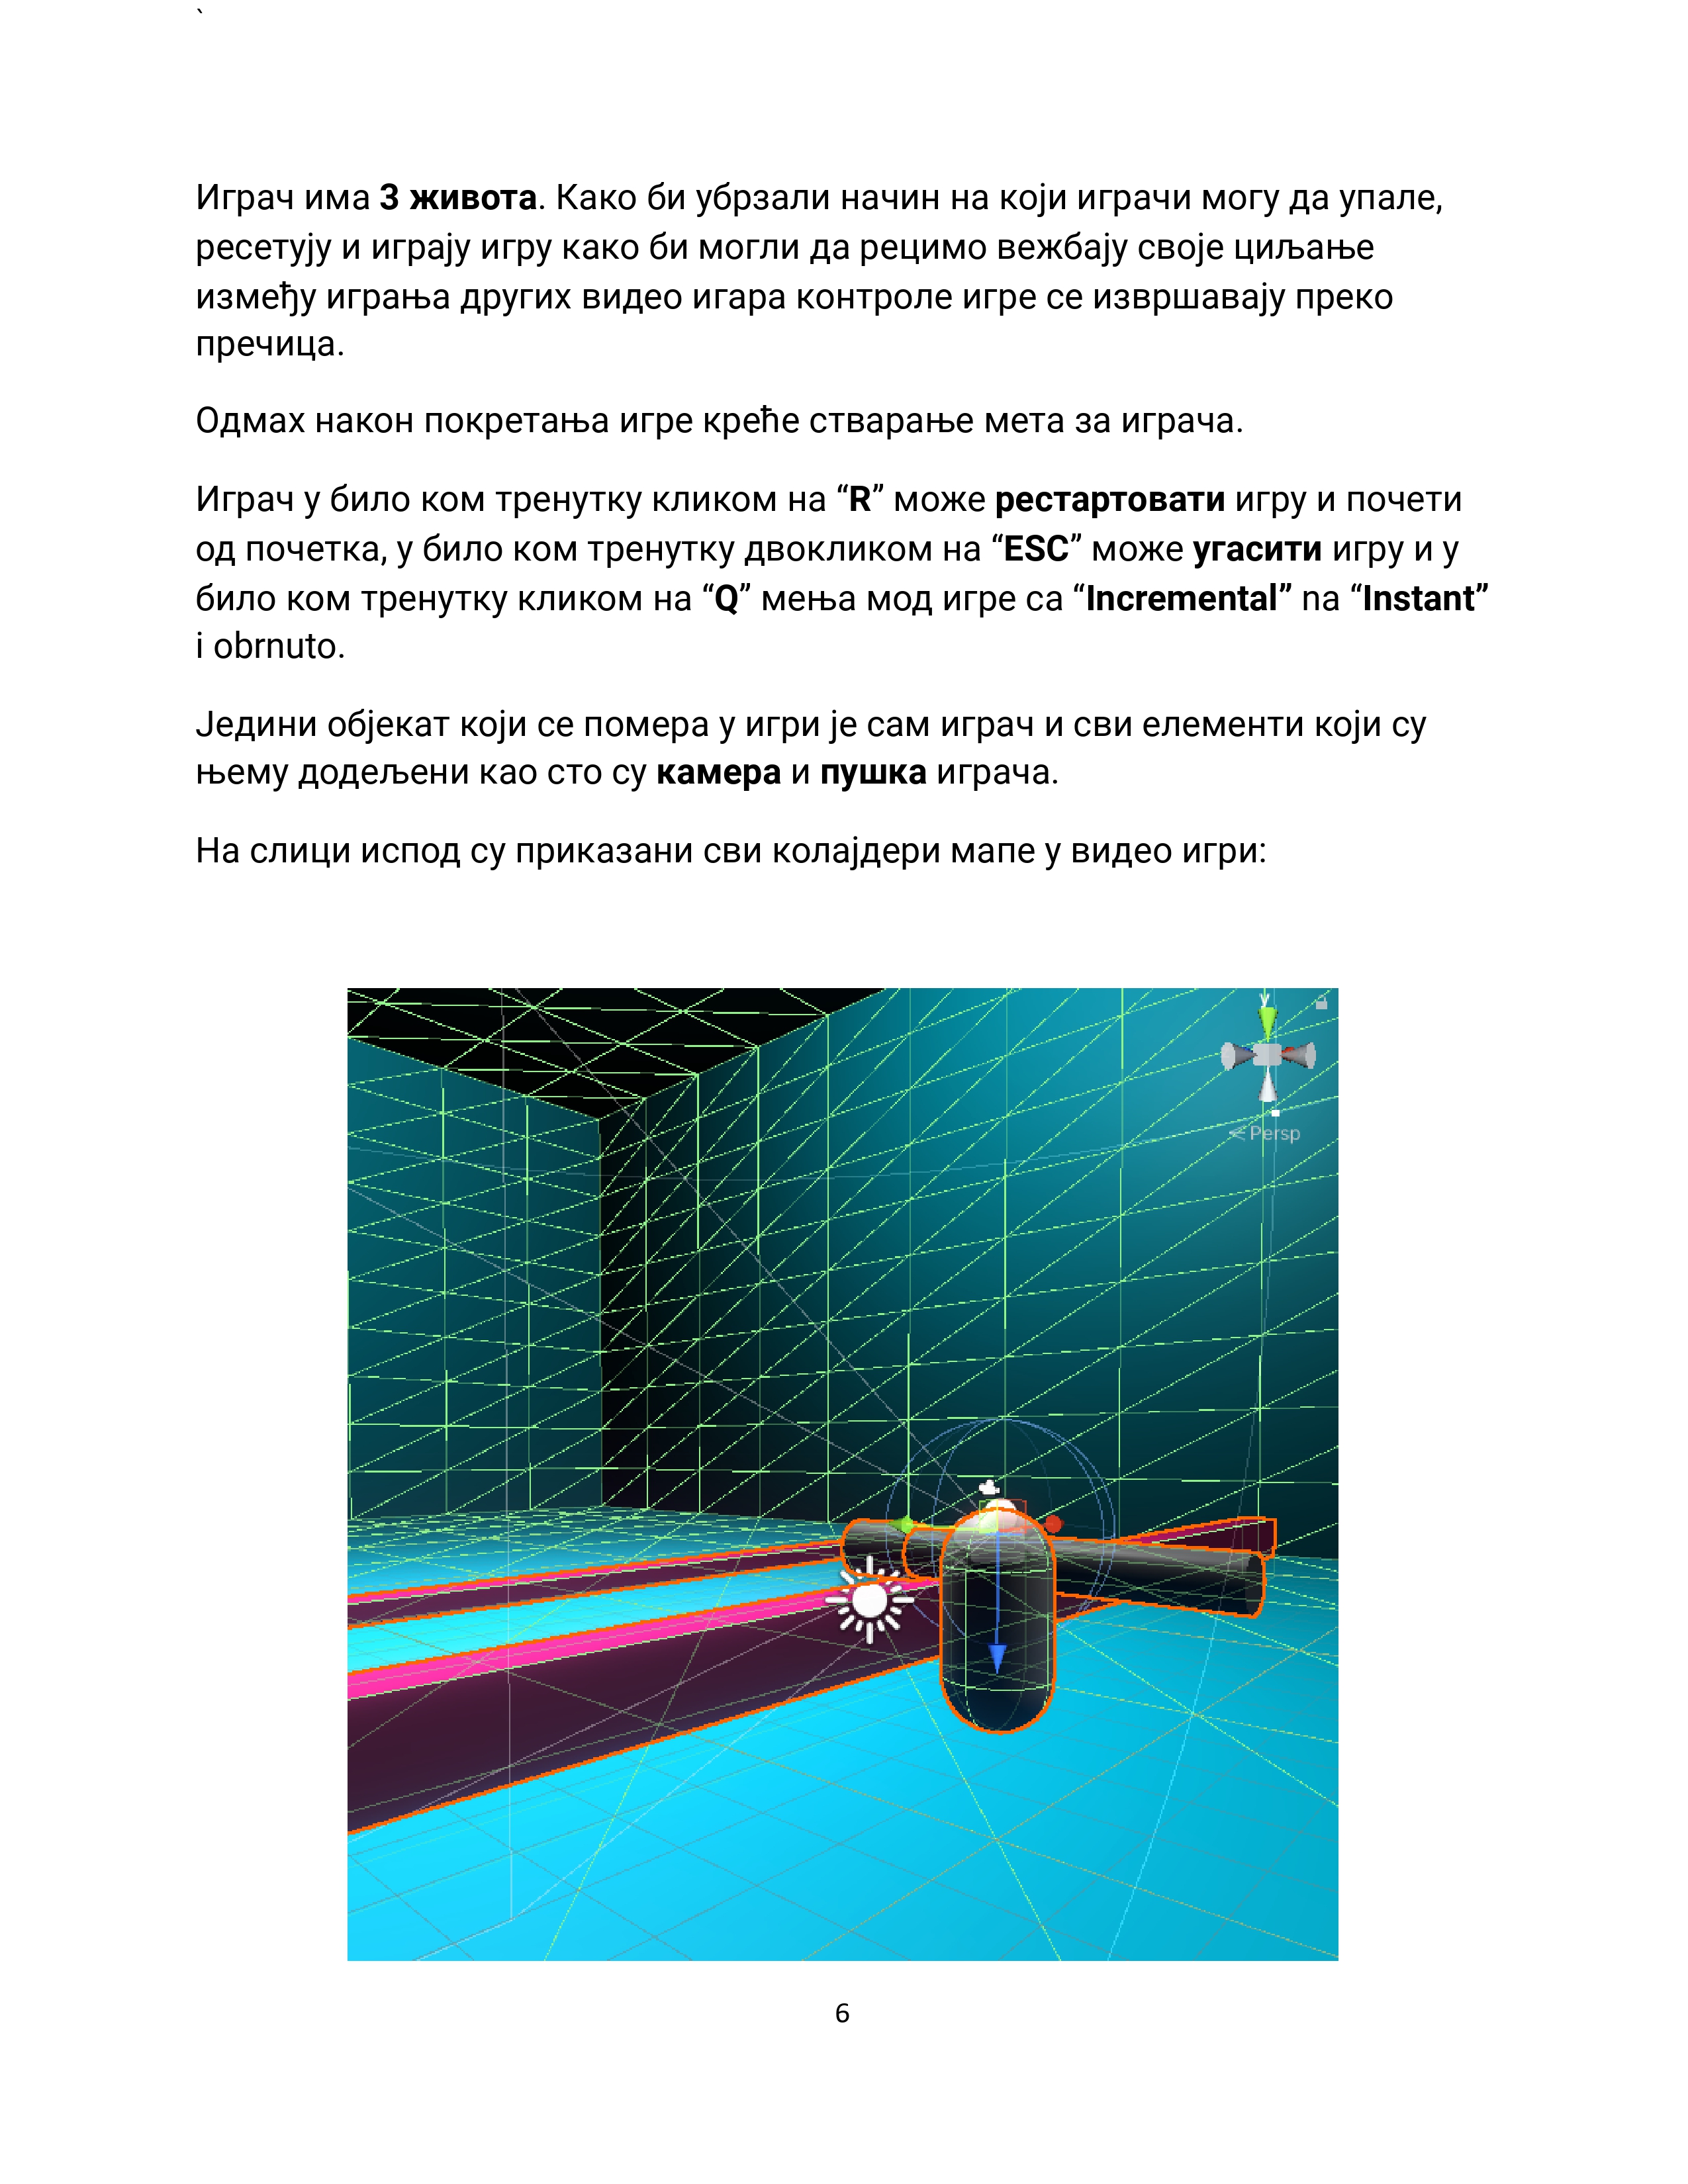 `
Играч има 3 живота. Како би убрзали начин на који играчи могу да упале,
ресетују и играју игру како би могли да рецимо вежбају своје циљање
између играња других видео игара контроле игре се извршавају преко
пречица.
Одмах након покретања игре креће стварање мета за играча.
Играч у било ком тренутку кликом на “R” може рестартовати игру и почети
од почетка, у било ком тренутку двокликом на “ESC” може угасити игру и у
било ком тренутку кликом на “Q” мења мод игре са “Incremental” na “Instant”
i obrnuto.
Једини објекат који се помера у игри је сам играч и сви елементи који су
њему додељени као сто су камера и пушка играча.
На слици испод су приказани сви колајдери мапе у видео игри:
y
< Persp
6